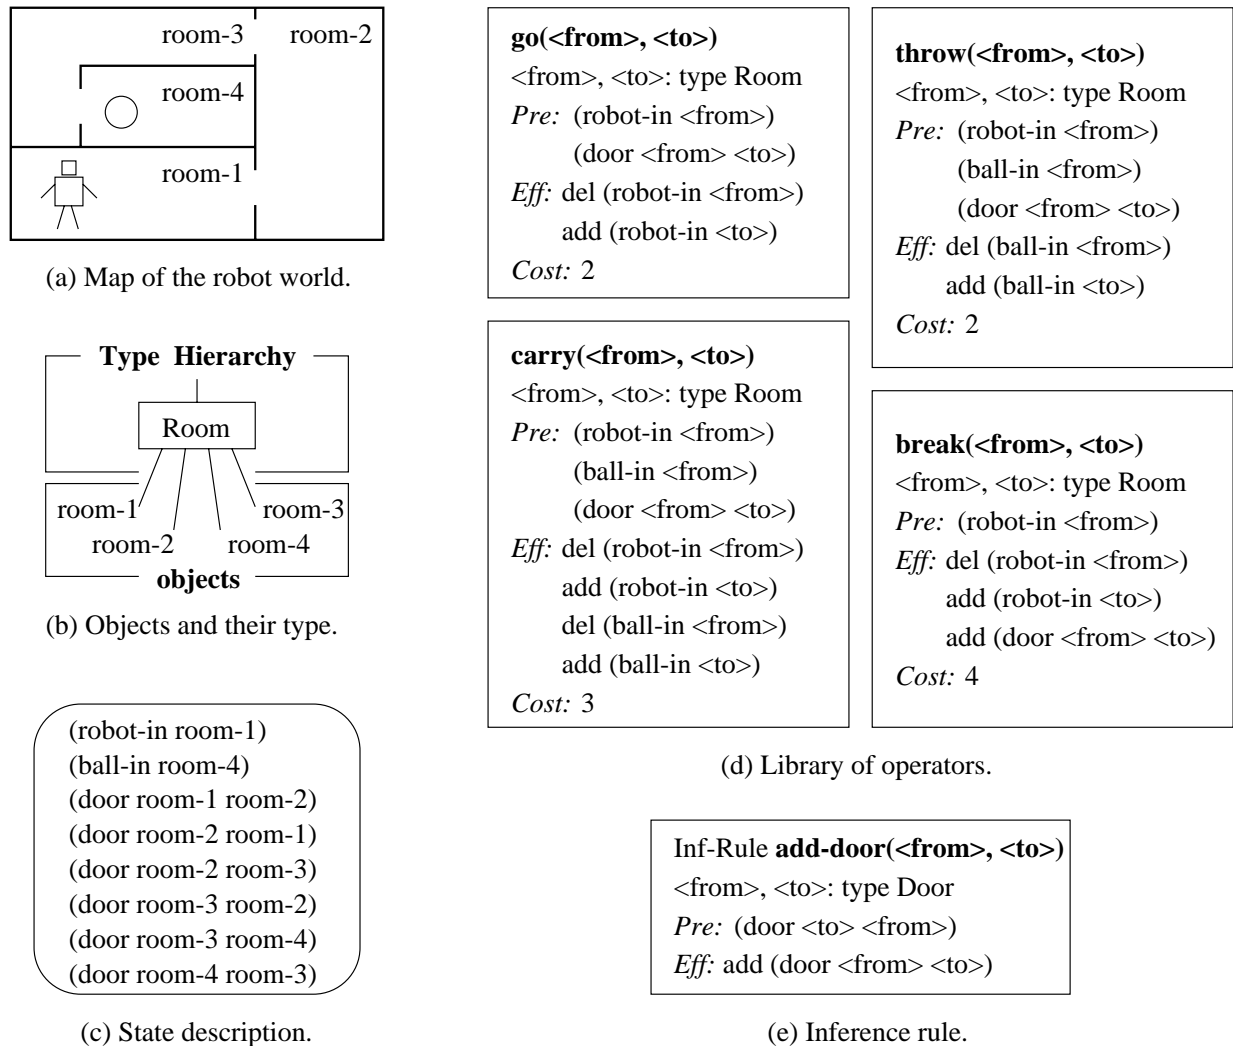 room-3 room-2
room-4
room-1
(a) Map of the robot world.
Type Hierarchy
Room
room-1 room-3
room-2 room-4
objects
(b) Objects and their type.
(robot-in room-1)
(ball-in room-4)
(door room-1 room-2)
(door room-2 room-1)
(door room-2 room-3)
(door room-3 room-2)
(door room-3 room-4)
(door room-4 room-3)
(c) State description.
go(<from>, <to>)
<from>, <to>: type Room
Pre: (robot-in <from>)
(door <from> <to>)
Eff: del (robot-in <from>)
add (robot-in <to>)
Cost: 2
carry(<from>, <to>)
<from>, <to>: type Room
Pre: (robot-in <from>)
(ball-in <from>)
(door <from> <to>)
Eff: del (robot-in <from>)
add (robot-in <to>)
del (ball-in <from>)
add (ball-in <to>)
Cost: 3
throw(<from>, <to>)
<from>, <to>: type Room
Pre: (robot-in <from>)
(ball-in <from>)
(door <from> <to>)
Eff: del (ball-in <from>)
add (ball-in <to>)
Cost: 2
break(<from>, <to>)
<from>, <to>: type Room
Pre: (robot-in <from>)
Eff: del (robot-in <from>)
add (robot-in <to>)
add (door <from> <to>)
Cost: 4
(d) Library of operators.
Inf-Rule add-door(<from>, <to>)
<from>, <to>: type Door
Pre: (door <to> <from>)
Eff: add (door <from> <to>)
(e) Inference rule.